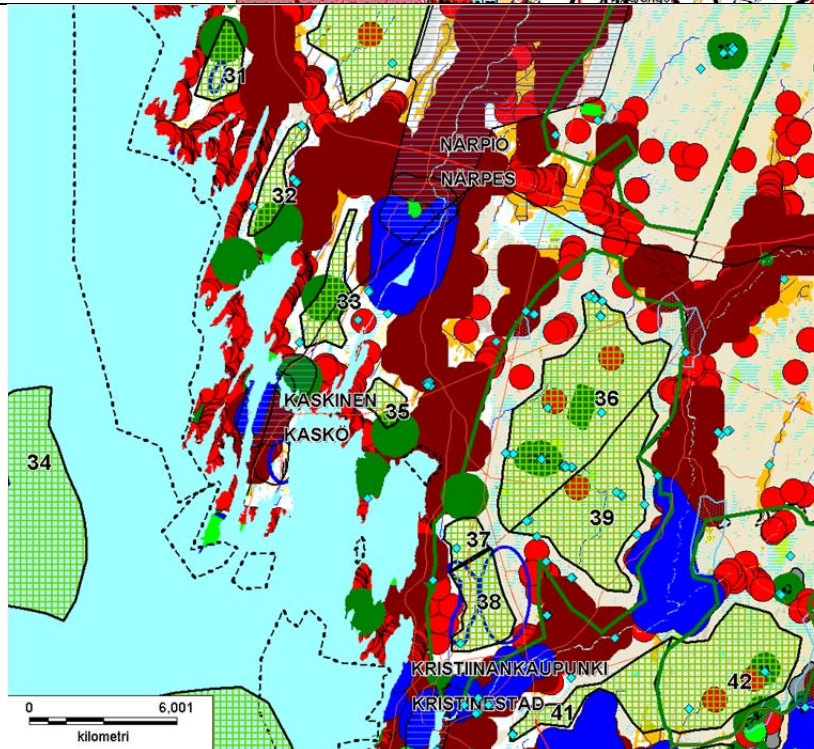 31
NÄRPIÖ
NÄRPES
32
33
KASKINEN
KASKÖ
35
36
34
39
37
38
KRISTIINANKAUPUNKI
KRISTINESTAD
42
41
0 6,001
kilometri